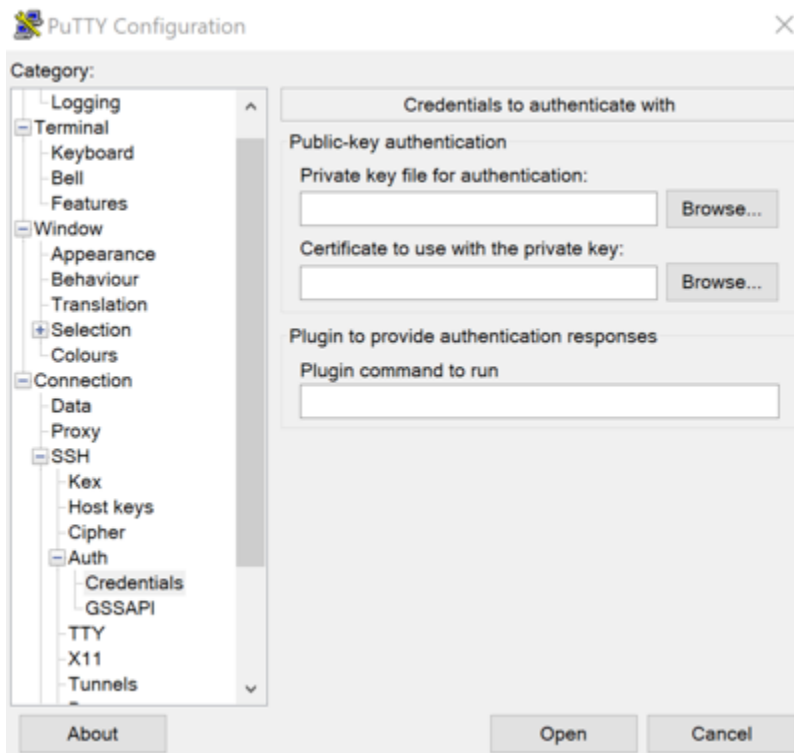 PuTTY Configuration
Category:
Logging
Terminal
Keyboard
Bell
Features
Window
Appearance
Behaviour
Translation
Selection
Colours
Connection
Data
Proxy
SSH
Kex
Host keys
Cipher
Auth
Credentials
GSSAPI
TTY
X11
Tunnels
Credentials to authenticate with
Public-key authentication
Private key file for authentication:
Browse...
Certificate to use with the private key:
Browse...
Plugin to provide authentication responses
Plugin command to run
About
Open
Cancel